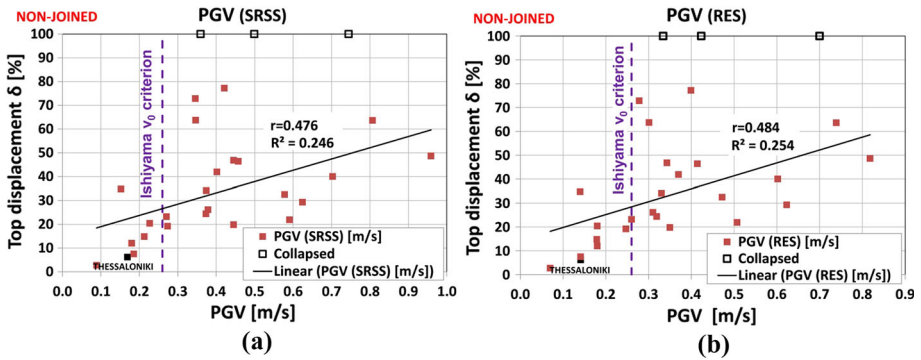 NON-JOINED
PGV (SRSS)
Top displacement δ [%]
100
90
80
70
60
50
40
30
20
10
0
Ishiyama v0 criterion
r=0.476
R² = 0.246
THESSALONIKI
PGV (SRSS) [m/s]
Collapsed
Linear (PGV (SRSS) [m/s])
0.0 0.1 0.2 0.3 0.4 0.5 0.6 0.7 0.8 0.9 1.0
PGV [m/s]
(a)
NON-JOINED
PGV (RES)
Top displacement δ [%]
100
90
80
70
60
50
40
30
20
10
0
Ishiyama v0 criterion
r=0.484
R² = 0.254
THESSALONIKI
PGV (RES) [m/s]
Collapsed
Linear (PGV (RES) [m/s])
0.0 0.1 0.2 0.3 0.4 0.5 0.6 0.7 0.8 0.9
PGV [m/s]
(b)